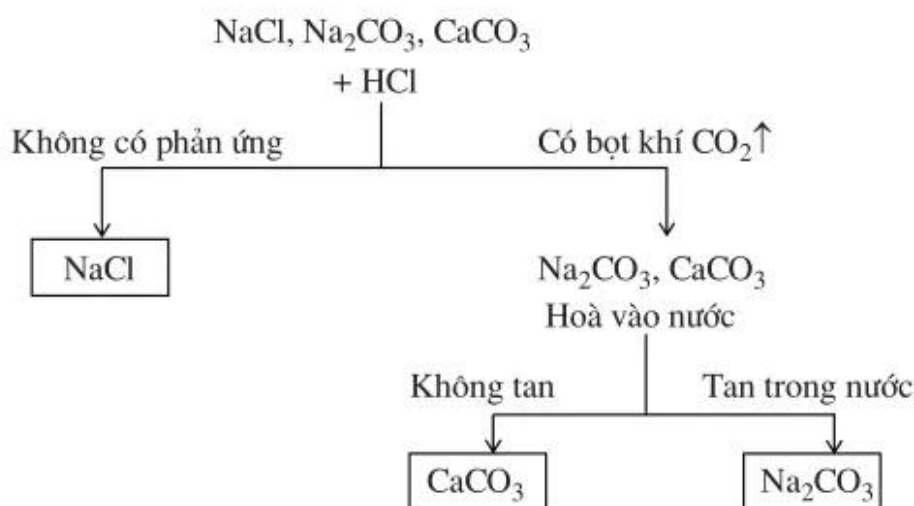 NaCl, Na₂CO₃, CaCO₃
+ HCl
Không có phản ứng
Có bọt khí CO₂↑
NaCl
Na₂CO₃, CaCO₃
Hoà vào nước
Không tan
Tan trong nước
CaCO₃
Na₂CO₃